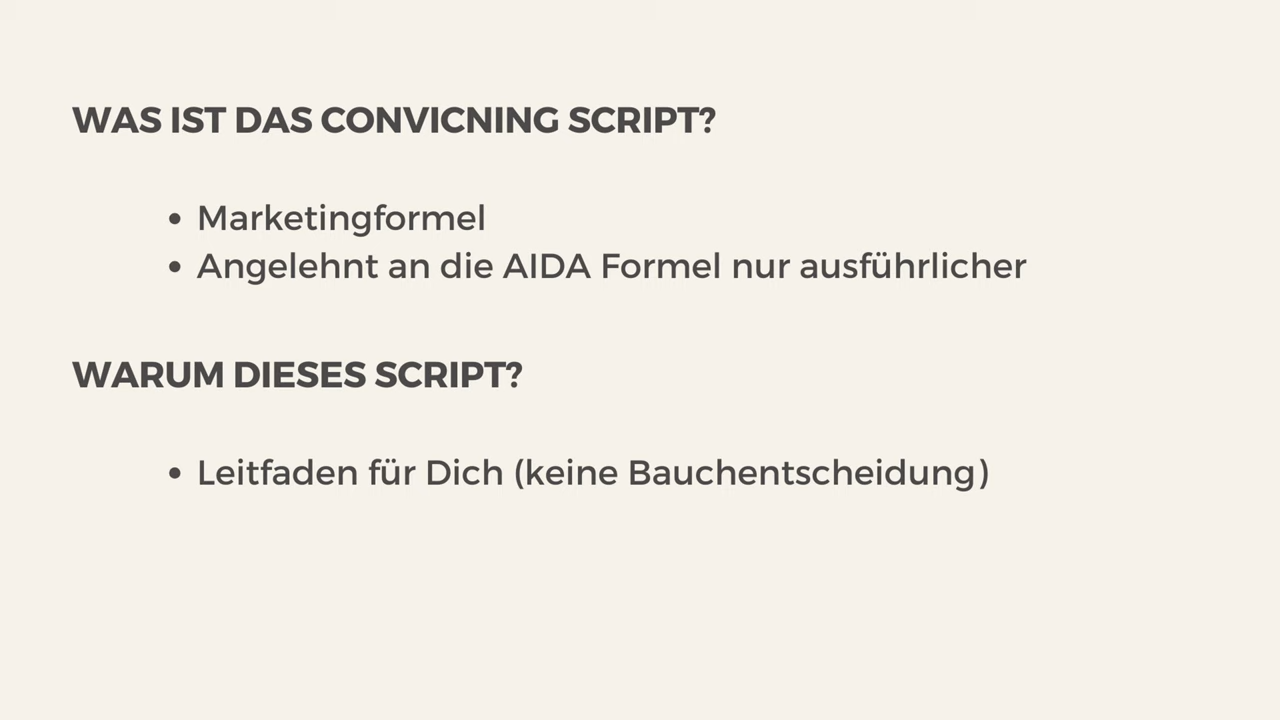 WAS IST DAS CONVICNING SCRIPT?
• Marketingformel
• Angelehnt an die AIDA Formel nur ausführlicher
WARUM DIESES SCRIPT?
• Leitfaden für Dich (keine Bauchentscheidung)